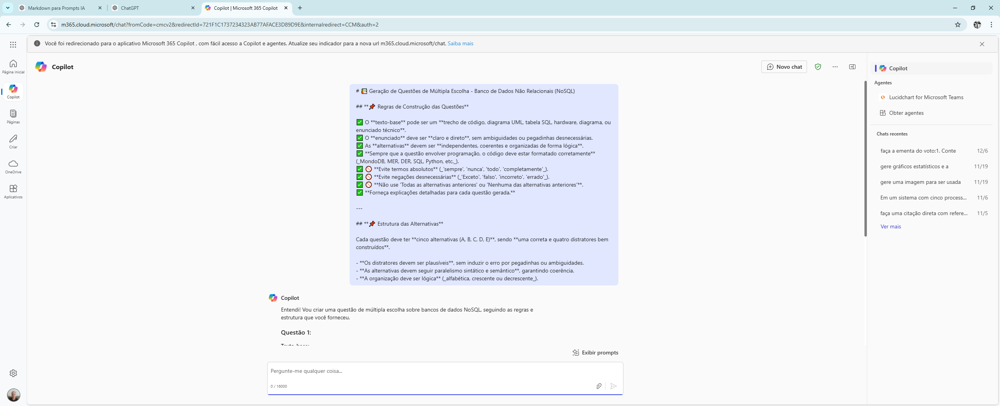 Markdown para Prompts IA
ChatGPT
Copilot | Microsoft 365 Copilot
m365.cloud.microsoft/chat?fromCode=cmcv2&redirectId=721F1C1737234323AB77AFACE3D89D9E&internalredirect=CCM&auth=2
Você foi redirecionado para o aplicativo Microsoft 365 Copilot , com fácil acesso a Copilot e agentes. Atualize seu indicador para a nova url m365.cloud.microsoft/chat. Saiba mais
Página Inicial
Copilot
Páginas
Criar
OneDrive
Aplicativos
Copilot
Novo chat
# 📚 Geração de Questões de Múltipla Escolha - Banco de Dados Não Relacionais (NoSQL)
## **📌 Regras de Construção das Questões**
✅ O **texto-base** pode ser um **trecho de código, diagrama UML, tabela SQL, hardware, diagrama, ou
enunciado técnico**.
✅ O **enunciado** deve ser **claro e direto**, sem ambiguidades ou pegadinhas desnecessárias.
✅ As **alternativas** devem ser **independentes, coerentes e organizadas de forma lógica**.
✅ **Sempre que a questão envolver programação, o código deve estar formatado corretamente**
(_MondoDB, MER, DER, SQL, Python, etc._).
✅ 🚫 **Evite termos absolutos** (_'sempre', 'nunca', 'todo', 'completamente'_).
✅ 🚫 **Evite negações desnecessárias** (_'Exceto', 'falso', 'incorreto', 'errado'_).
✅ 🚫 **Não use 'Todas as alternativas anteriores' ou 'Nenhuma das alternativas anteriores'**.
✅ **Forneça explicações detalhadas para cada questão gerada.**
---
## **📌 Estrutura das Alternativas**
Cada questão deve ter **cinco alternativas (A, B, C, D, E)**, sendo **uma correta e quatro distratores bem
construídos**.
- **Os distratores devem ser plausíveis**, sem induzir o erro por pegadinhas ou ambiguidades.
- **As alternativas devem seguir paralelismo sintático e semântico**, garantindo coerência.
- **A organização deve ser lógica** (_alfabética, crescente ou decrescente_).
Copilot
Entendi! Vou criar uma questão de múltipla escolha sobre bancos de dados NoSQL, seguindo as regras e
estrutura que você forneceu.
Questão 1:
Texto-base:
Exibir prompts
Pergunte-me qualquer coisa...
0 / 16000
Copilot
Agentes
Lucidchart for Microsoft Teams
Obter agentes
Chats recentes
faça a ementa do voto:1. Conte 12/6
gere gráficos estatísticos e a 11/19
gere uma imagem para ser usada 11/19
Em um sistema com cinco process... 11/6
faça uma citação direta com refere... 11/5
Ver mais